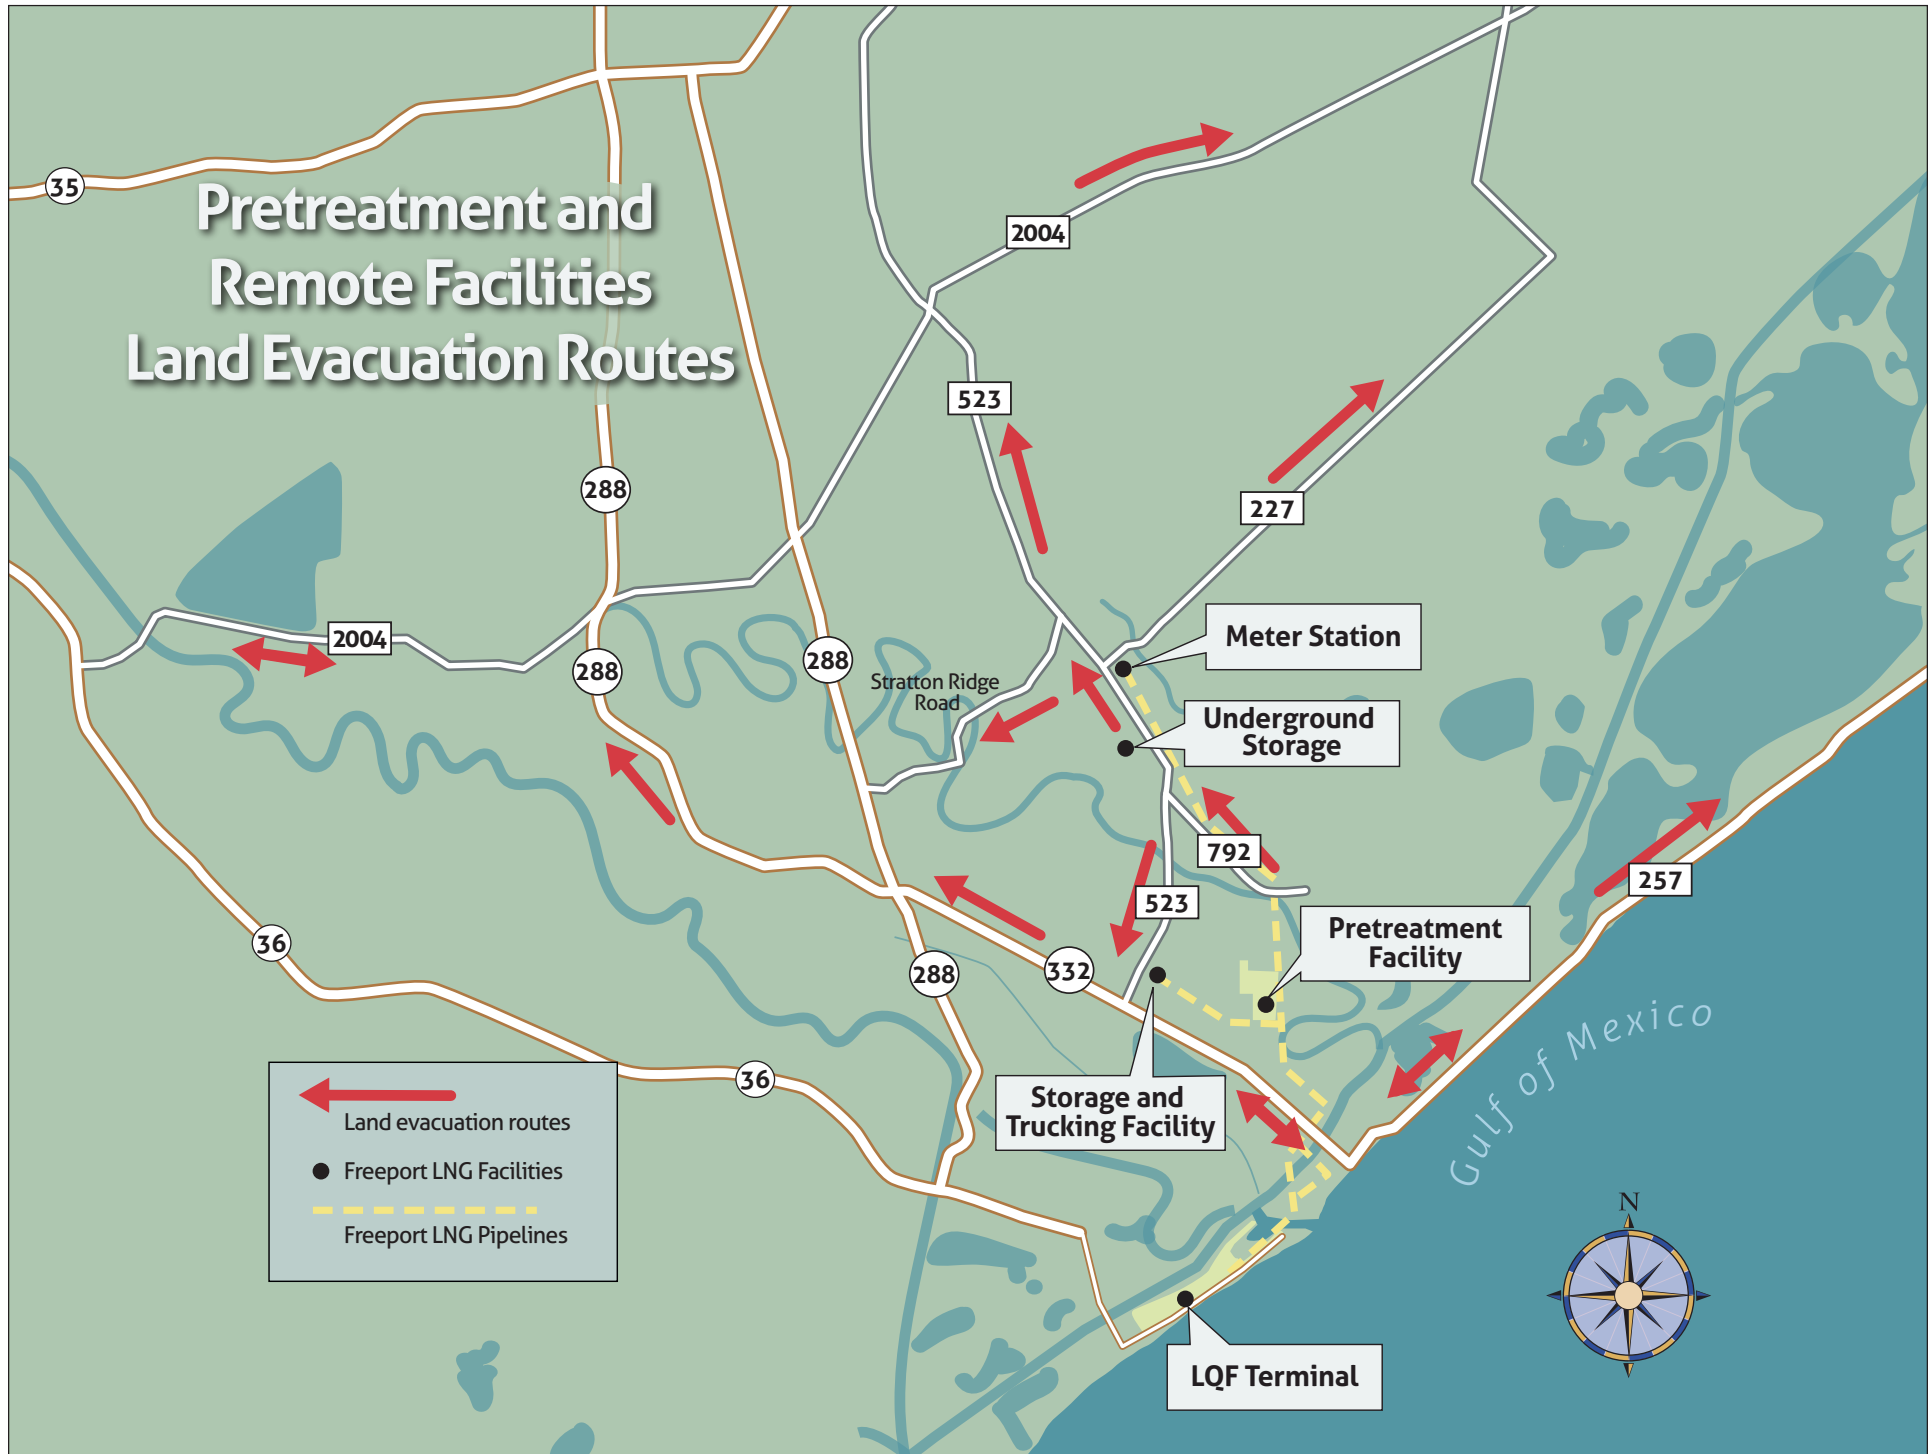 35
Pretreatment and
Remote Facilities
Land Evacuation Routes
2004
523
288
227
2004
288
288
Stratton Ridge
Road
Meter Station
Underground
Storage
792
257
523
Pretreatment
Facility
36
288
332
36
Storage and
Trucking Facility
Gulf of Mexico
Land evacuation routes
Freeport LNG Facilities
Freeport LNG Pipelines
N
LQF Terminal